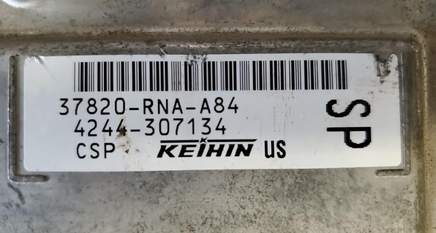 37820-RNA-A84
4244-307134
CSP KEIHIN US
SP